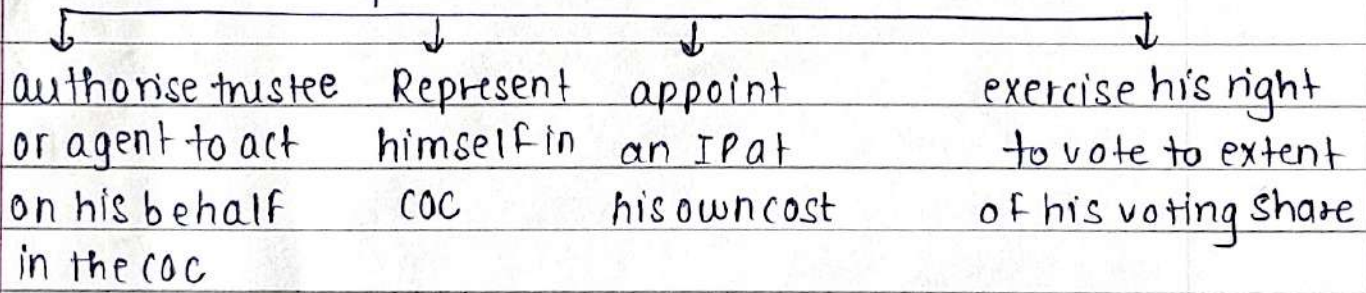 authorise trustee Represent appoint exercise his right
or agent to act himself in an IP at to vote to extent
on his behalf COC his own cost of his voting share
in the COC